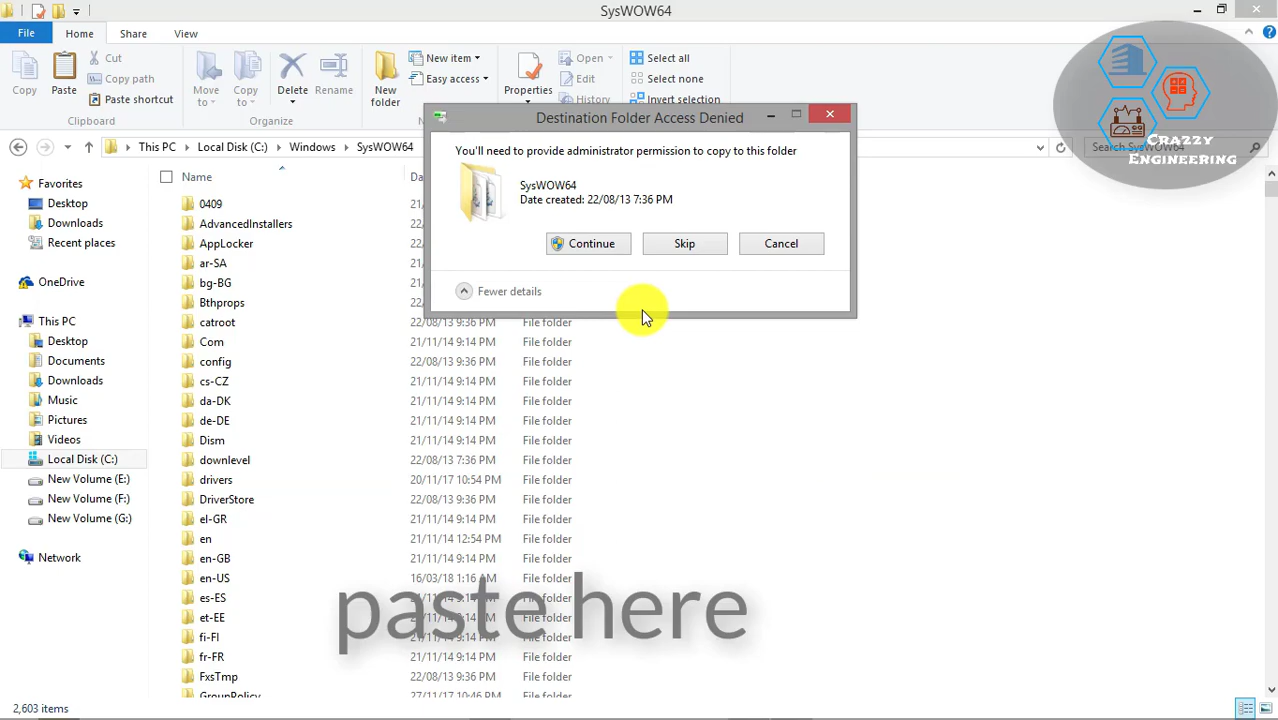 SysWOW64
File
Home
Share
View
Copy
Paste
Cut
Copy path
Paste shortcut
Clipboard
Move to
Copy to
Delete
Rename
Organize
New folder
New item
Easy access
Properties
Open
Edit
History
Select all
Select none
Invert selection
This PC
Local Disk (C:)
Windows
SysWOW64
Search SysWOW64
CRAZZY
ENGINEERING
Destination Folder Access Denied
You'll need to provide administrator permission to copy to this folder
SysWOW64
Date created: 22/08/13 7:36 PM
Continue
Skip
Cancel
Fewer details
Favorites
Desktop
Downloads
Recent places
OneDrive
This PC
Desktop
Documents
Downloads
Music
Pictures
Videos
Local Disk (C:)
New Volume (E:)
New Volume (F:)
New Volume (G:)
Network
Name
0409
AdvancedInstallers
AppLocker
ar-SA
bg-BG
Bthprops
catroot 22/08/13 9:36 PM File folder
Com 21/11/14 9:14 PM File folder
config 22/08/13 9:36 PM File folder
cs-CZ 21/11/14 9:14 PM File folder
da-DK 21/11/14 9:14 PM File folder
de-DE 21/11/14 9:14 PM File folder
Dism 21/11/14 9:14 PM File folder
downlevel 22/08/13 7:36 PM File folder
drivers 20/11/17 10:54 PM File folder
DriverStore 22/08/13 9:36 PM File folder
el-GR 21/11/14 9:14 PM File folder
en 21/11/14 12:54 PM File folder
en-GB 21/11/14 9:14 PM File folder
en-US 16/03/18 1:16 AM File folder
es-ES File folder
et-EE File folder
fi-FI File folder
fr-FR 21/11/14 9:14 PM File folder
FxsTmp 22/08/13 9:36 PM File folder
GroupPolicy 27/11/17 10:46 PM File folder
paste here
2,603 items